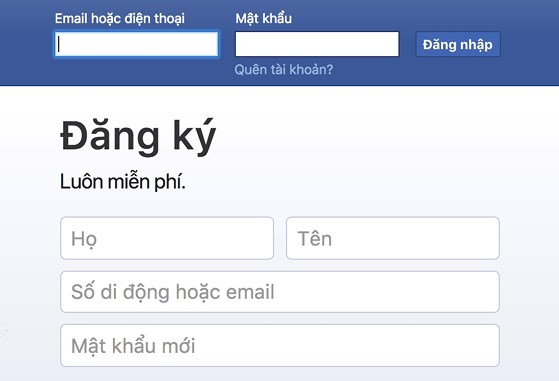 Email hoặc điện thoại Mật khẩu
Đăng nhập
Quên tài khoản?
Đăng ký
Luôn miễn phí.
Họ Tên
Số di động hoặc email
Mật khẩu mới